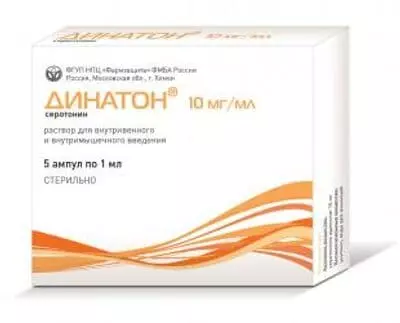 ФГУП НПЦ «Фармзащита» ФМБА России
Россия, Московская обл., г. Химки
ДИНАТОН® 10 мг/мл
серотонин
раствор для внутривенного
и внутримышечного введения
5 ампул по 1 мл
СТЕРИЛЬНО